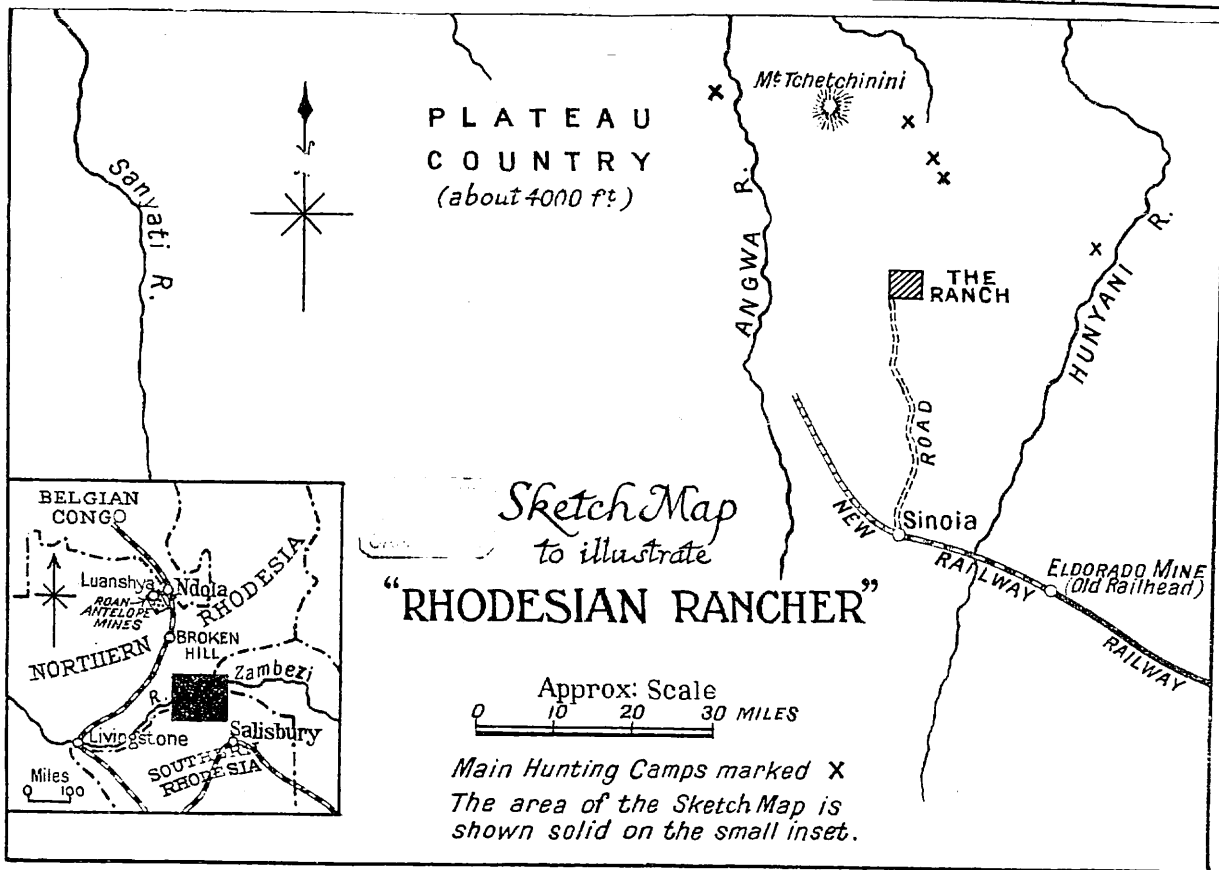 PLATEAU
COUNTRY
(about 4000 ft)
Mt Tchetchinini
Sanyati R.
ANGWA R.
HUNYANI R.
THE
RANCH
ROAD
Sinoia
NEW RAILWAY
ELDORADO MINE
(Old Railhead)
RAILWAY
Sketch Map
to illustrate
"RHODESIAN RANCHER"
Approx: Scale
0 10 20 30 MILES
Main Hunting Camps marked X
The area of the Sketch Map is
shown solid on the small inset.
BELGIAN
CONGO
Luanshya
Ndola
ROAN
ANTELOPE
MINES
NORTHERN RHODESIA
BROKEN
HILL
Zambezi
R.
Livingstone
Salisbury
SOUTHERN
RHODESIA
Miles
0 100